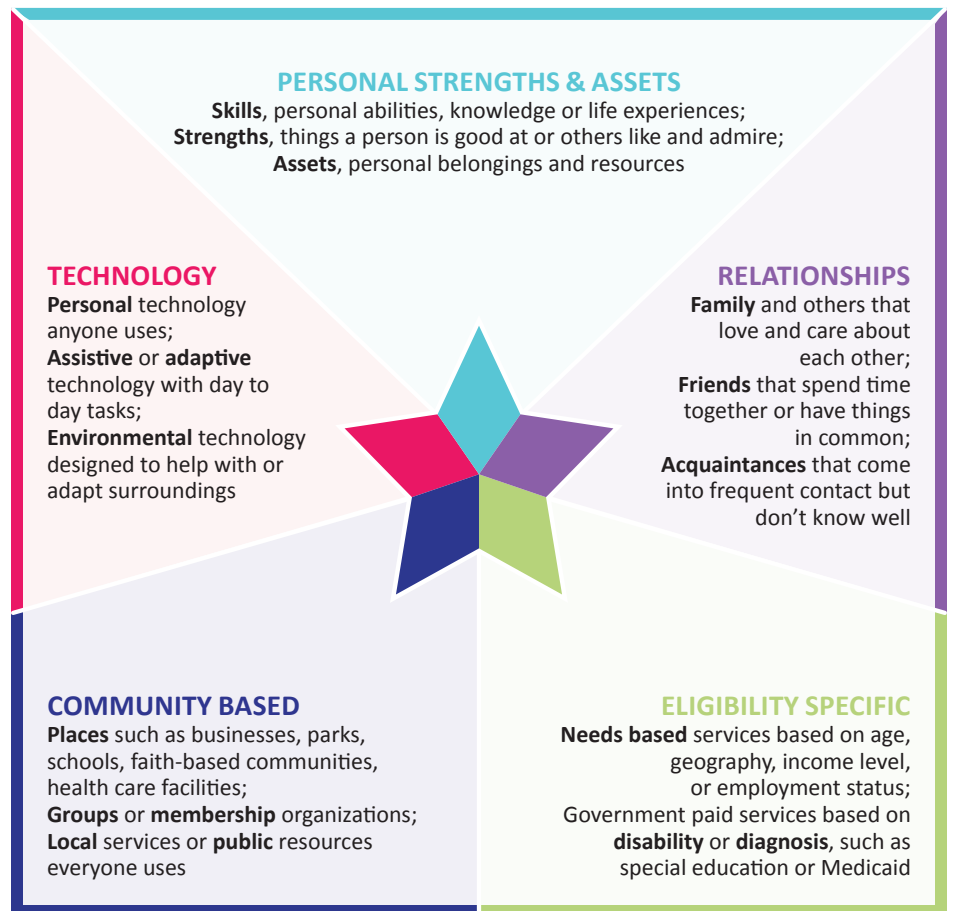 PERSONAL STRENGTHS & ASSETS
Skills, personal abilities, knowledge or life experiences;
Strengths, things a person is good at or others like and admire;
Assets, personal belongings and resources
TECHNOLOGY
Personal technology
anyone uses;
Assistive or adaptive
technology with day to
day tasks;
Environmental technology
designed to help with or
adapt surroundings
RELATIONSHIPS
Family and others that
love and care about
each other;
Friends that spend time
together or have things
in common;
Acquaintances that come
into frequent contact but
don’t know well
COMMUNITY BASED
Places such as businesses, parks,
schools, faith-based communities,
health care facilities;
Groups or membership organizations;
Local services or public resources
everyone uses
ELIGIBILITY SPECIFIC
Needs based services based on age,
geography, income level,
or employment status;
Government paid services based on
disability or diagnosis, such as
special education or Medicaid